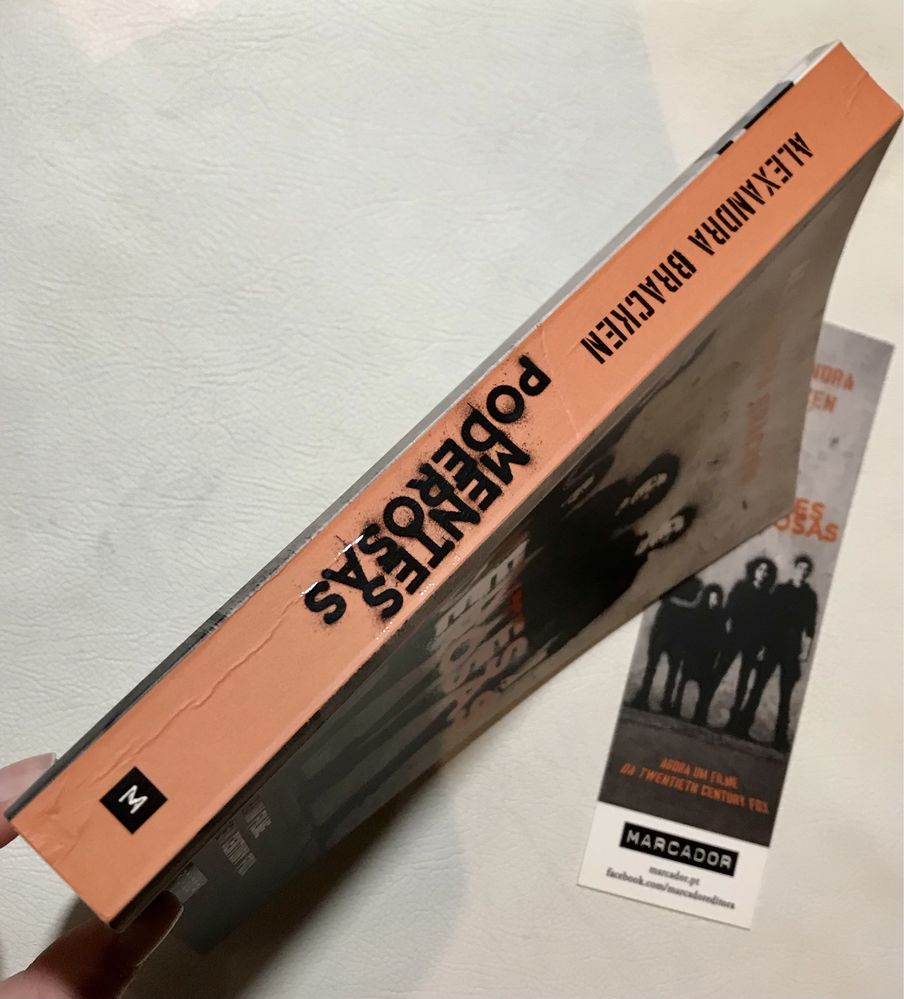 ALEXANDRA BRACKEN
MENTES
PODEROSAS
M
AGORA UM FILME
DA TWENTIETH CENTURY FOX
MARCADOR
marcador.pt
facebook.com/marcadoreditora